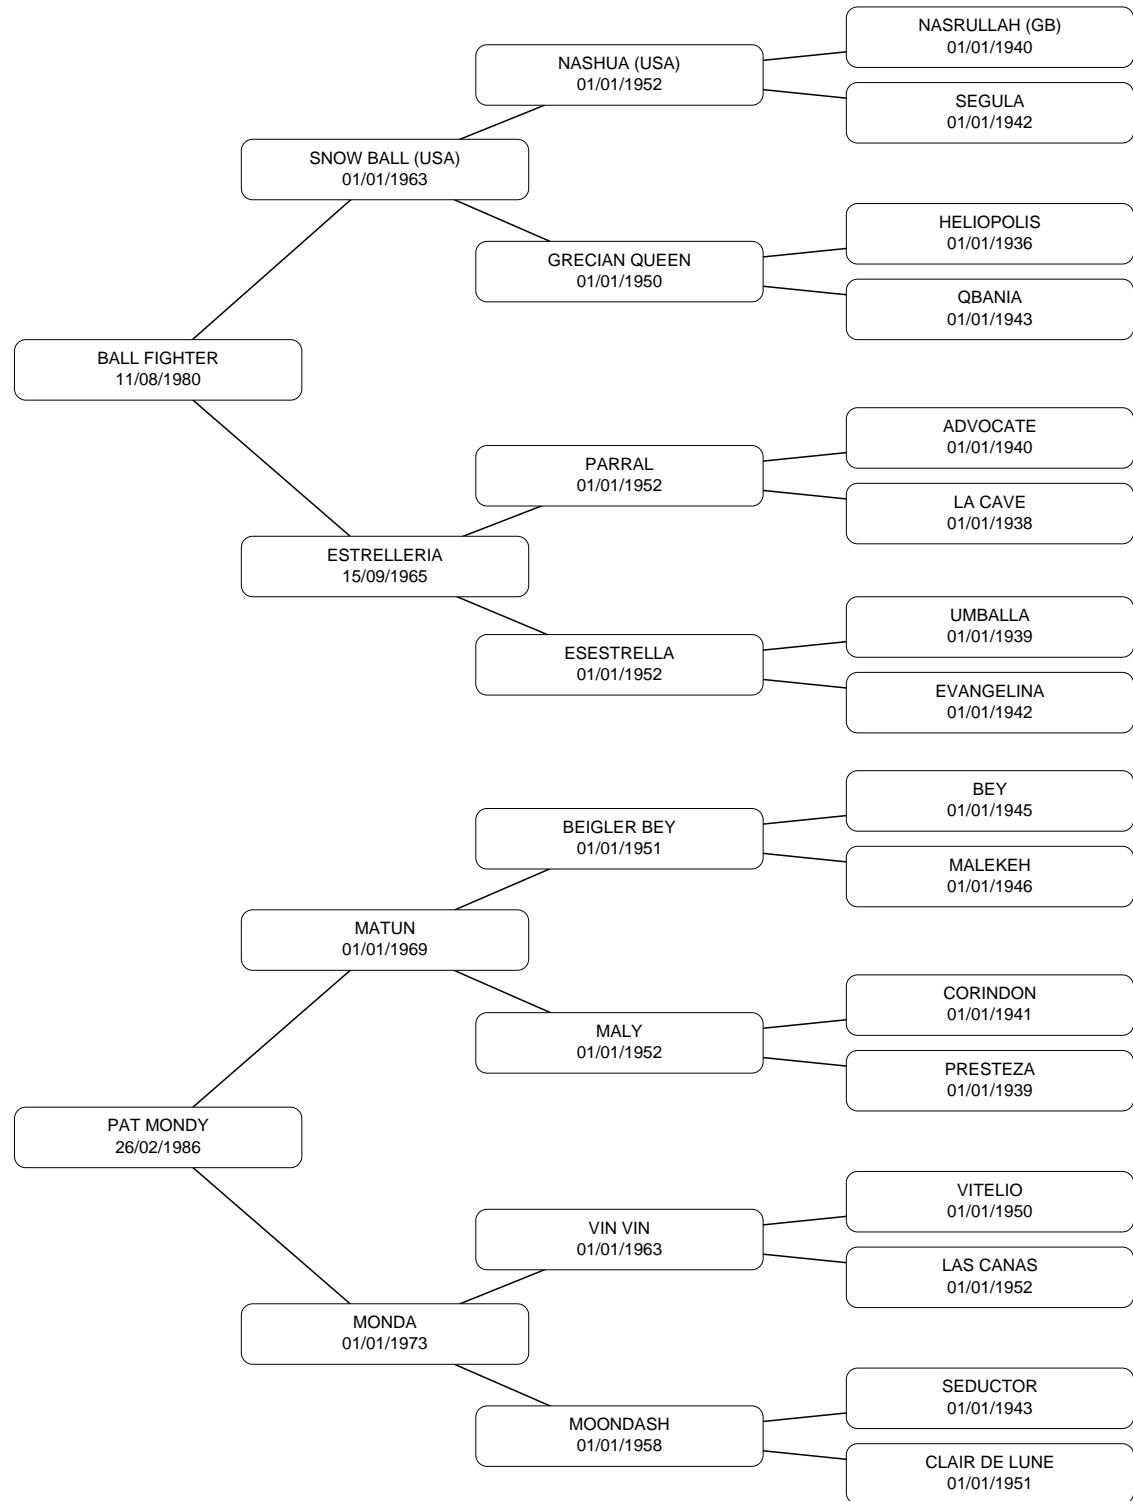 NASRULLAH (GB)
01/01/1940
NASHUA (USA)
01/01/1952
SEGULA
01/01/1942
SNOW BALL (USA)
01/01/1963
HELIOPOLIS
01/01/1936
GRECIAN QUEEN
01/01/1950
QBANIA
01/01/1943
BALL FIGHTER
11/08/1980
ADVOCATE
01/01/1940
PARRAL
01/01/1952
LA CAVE
01/01/1938
ESTRELLERIA
15/09/1965
UMBALLA
01/01/1939
ESESTRELLA
01/01/1952
EVANGELINA
01/01/1942
BEY
01/01/1945
BEIGLER BEY
01/01/1951
MALEKEH
01/01/1946
MATUN
01/01/1969
CORINDON
01/01/1941
MALY
01/01/1952
PRESTEZA
01/01/1939
PAT MONDY
26/02/1986
VITELIO
01/01/1950
VIN VIN
01/01/1963
LAS CANAS
01/01/1952
MONDA
01/01/1973
SEDUCTOR
01/01/1943
MOONDASH
01/01/1958
CLAIR DE LUNE
01/01/1951